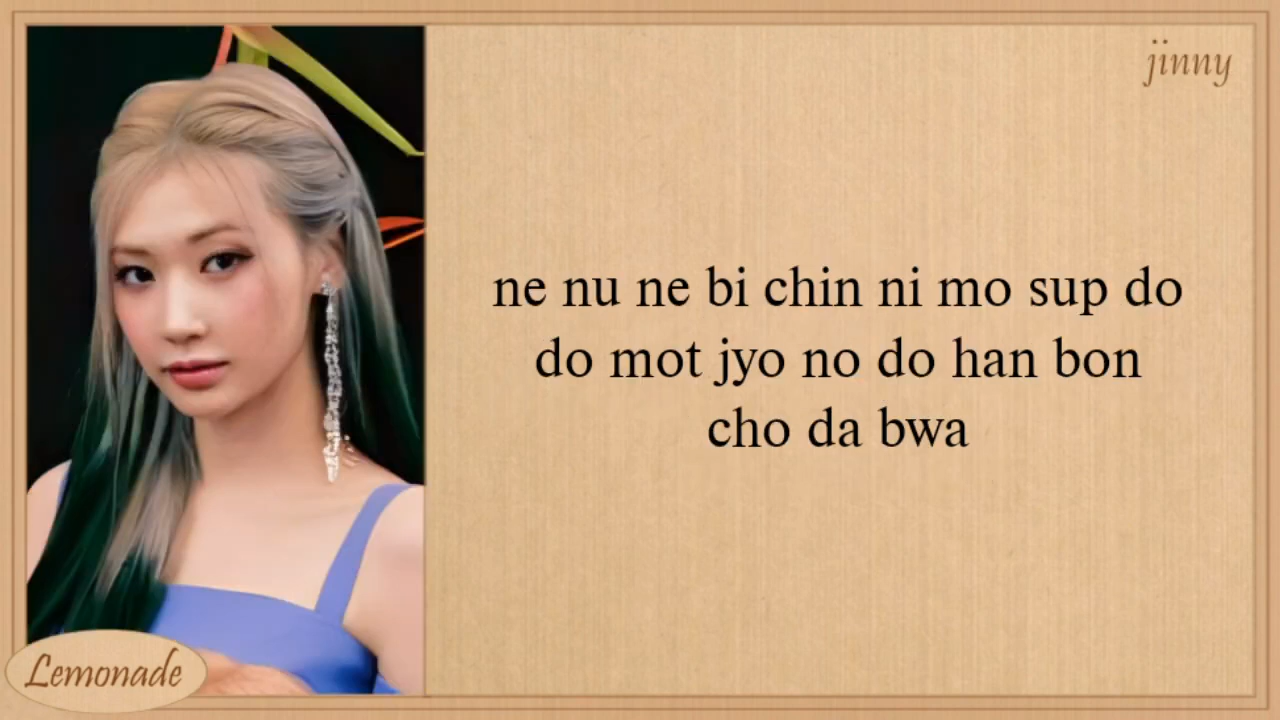 jinny
ne nu ne bi chin ni mo sup do
do mot jyo no do han bon
cho da bwa
Lemonade